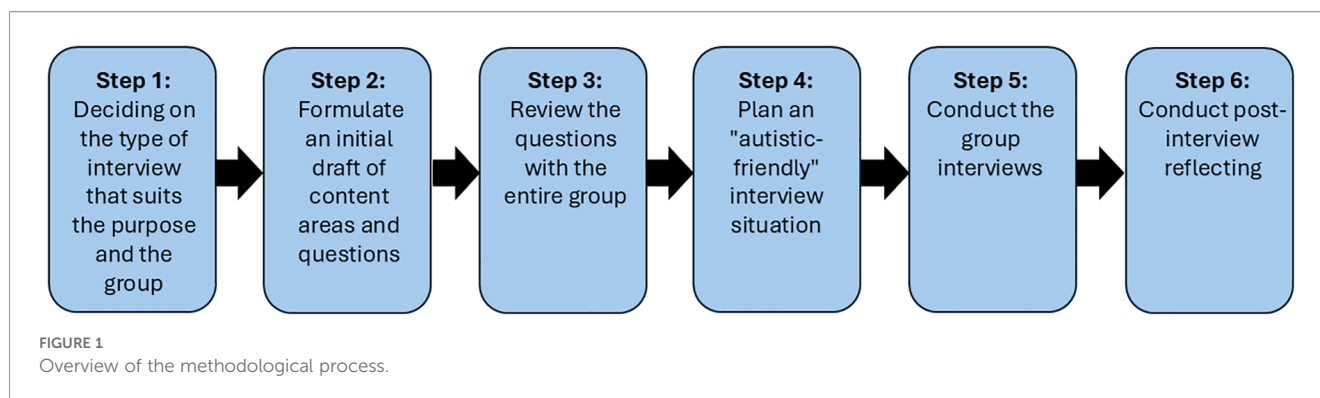 Step 1:
Deciding on
the type of
interview
that suits
the purpose
and the
group
Step 2:
Formulate
an initial
draft of
content
areas and
questions
Step 3:
Review the
questions
with the
entire group
Step 4:
Plan an
"autistic-
friendly"
interview
situation
Step 5:
Conduct the
group
interviews
Step 6:
Conduct post-
interview
reflecting
FIGURE 1
Overview of the methodological process.